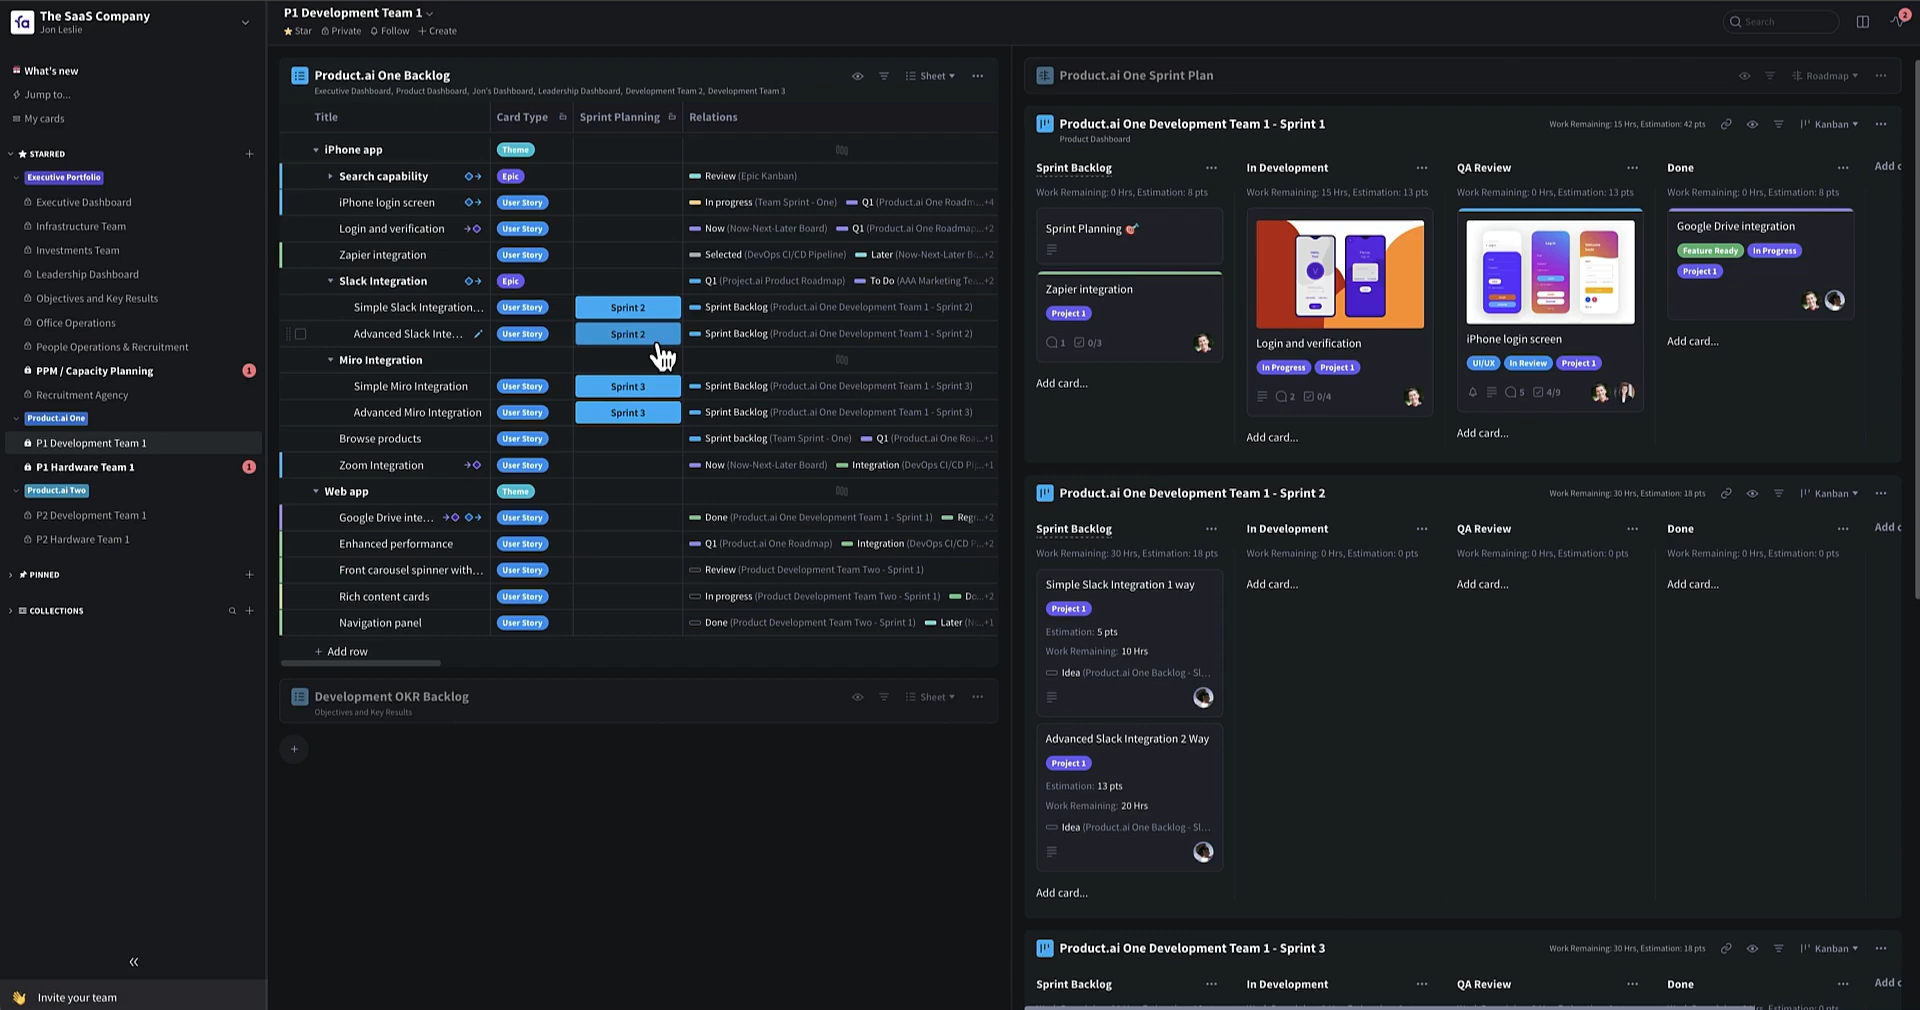 The SaaS Company
Jon Leslie
What's new
Jump to...
My cards
STARRED
Executive Portfolio
Executive Dashboard
Infrastructure Team
Investments Team
Leadership Dashboard
Objectives and Key Results
Office Operations
People Operations & Recruitment
PPM / Capacity Planning 1
Recruitment Agency
Product.ai One
P1 Development Team 1
P1 Hardware Team 1 1
Product.ai Two
P2 Development Team 1
P2 Hardware Team 1
PINNED
COLLECTIONS
Invite your team
P1 Development Team 1
Star Private Follow + Create
Search
2
Product.ai One Backlog
Sheet
Executive Dashboard, Product Dashboard, Jon's Dashboard, Leadership Dashboard, Development Team 2, Development Team 3
Title Card Type Sprint Planning Relations
iPhone app Theme
Search capability Epic Review (Epic Kanban)
iPhone login screen User Story In progress (Team Sprint - One) Q1 (Product.ai One Roadm... +4
Login and verification User Story Now (Now-Next-Later Board) Q1 (Product.ai One Roadmap... +2
Zapier integration User Story Selected (DevOps CI/CD Pipeline) Later (Now-Next-Later B... +2
Slack Integration Epic Q1 (Project.ai Product Roadmap) To Do (AAA Marketing Te... +2
Simple Slack Integration... User Story Sprint 2 Sprint Backlog (Product.ai One Development Team 1 - Sprint 2)
Advanced Slack Inte... User Story Sprint 2 Sprint Backlog (Product.ai One Development Team 1 - Sprint 2)
Miro Integration
Simple Miro Integration User Story Sprint 3 Sprint Backlog (Product.ai One Development Team 1 - Sprint 3)
Advanced Miro Integration User Story Sprint 3 Sprint Backlog (Product.ai One Development Team 1 - Sprint 3)
Browse products User Story Sprint backlog (Team Sprint - One) Q1 (Product.ai One Ro... +1
Zoom Integration User Story Now (Now-Next-Later Board) Integration (DevOps CI/CD Pi... +1
Web app Theme
Google Drive inte... User Story Done (Product.ai One Development Team 1 - Sprint 1) Regr... +2
Enhanced performance User Story Q1 (Product.ai One Roadmap) Integration (DevOps CI/CD P... +2
Front carousel spinner with... User Story Review (Product Development Team Two - Sprint 1)
Rich content cards User Story In progress (Product Development Team Two - Sprint 1) Do... +2
Navigation panel User Story Done (Product Development Team Two - Sprint 1) Later (N... +1
+ Add row
Development OKR Backlog
Sheet
Objectives and Key Results
Product.ai One Sprint Plan
Roadmap
Product.ai One Development Team 1 - Sprint 1
Work Remaining: 15 Hrs, Estimation: 42 pts
Kanban
Product Dashboard
Sprint Backlog
Work Remaining: 0 Hrs, Estimation: 8 pts
Sprint Planning
Zapier integration
Project 1
1 0/3
Add card...
In Development
Work Remaining: 15 Hrs, Estimation: 13 pts
Login and verification
In Progress Project 1
2 0/4
Add card...
QA Review
Work Remaining: 0 Hrs, Estimation: 13 pts
iPhone login screen
UI/UX In Review Project 1
5 4/9
Add card...
Done
Work Remaining: 0 Hrs, Estimation: 8 pts
Google Drive integration
Feature Ready In Progress
Project 1
Add card...
Add c
Product.ai One Development Team 1 - Sprint 2
Work Remaining: 30 Hrs, Estimation: 18 pts
Kanban
Sprint Backlog
Work Remaining: 30 Hrs, Estimation: 18 pts
Simple Slack Integration 1 way
Project 1
Estimation: 5 pts
Work Remaining: 10 Hrs
Idea (Product.ai One Backlog - Sl...
Advanced Slack Integration 2 Way
Project 1
Estimation: 13 pts
Work Remaining: 20 Hrs
Idea (Product.ai One Backlog - Sl...
Add card...
In Development
Work Remaining: 0 Hrs, Estimation: 0 pts
Add card...
QA Review
Work Remaining: 0 Hrs, Estimation: 0 pts
Add card...
Done
Work Remaining: 0 Hrs, Estimation: 0 pts
Add card...
Add c
Product.ai One Development Team 1 - Sprint 3
Work Remaining: 30 Hrs, Estimation: 18 pts
Kanban
Sprint Backlog In Development QA Review Done Add c